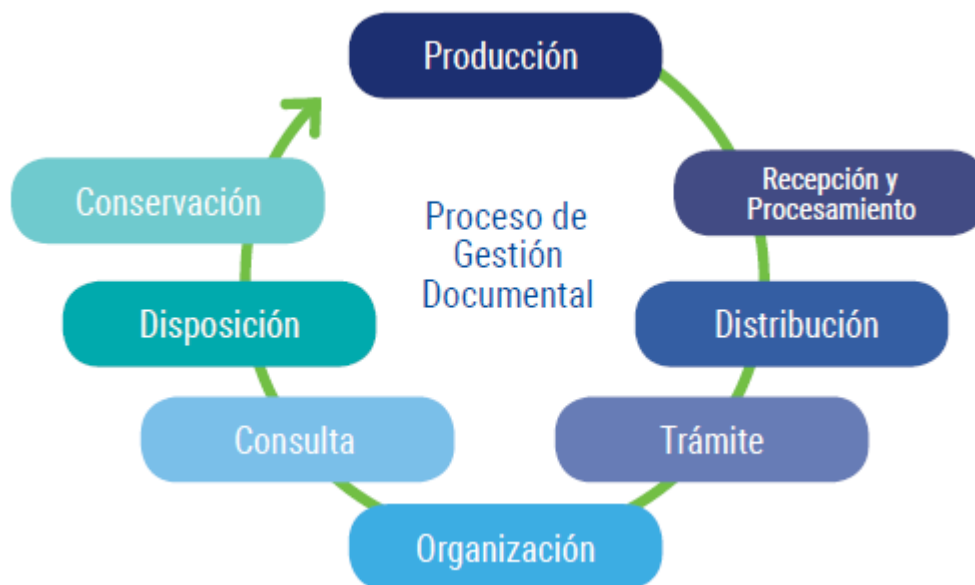 Producción
Recepción y
Procesamiento
Distribución
Trámite
Organización
Consulta
Disposición
Conservación
Proceso de
Gestión
Documental